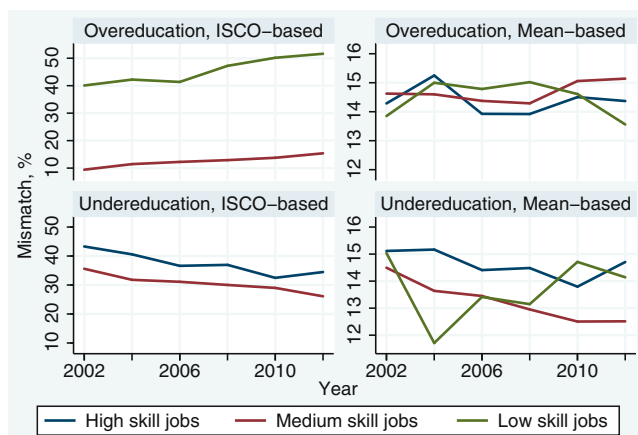 Overeducation, ISCO-based
Overeducation, Mean-based
50
40
30
20
10
16
15
14
13
12
Mismatch, %
Undereducation, ISCO-based
Undereducation, Mean-based
50
40
30
20
10
16
15
14
13
12
2002 2006 2010
2002 2006 2010
Year
High skill jobs Medium skill jobs Low skill jobs